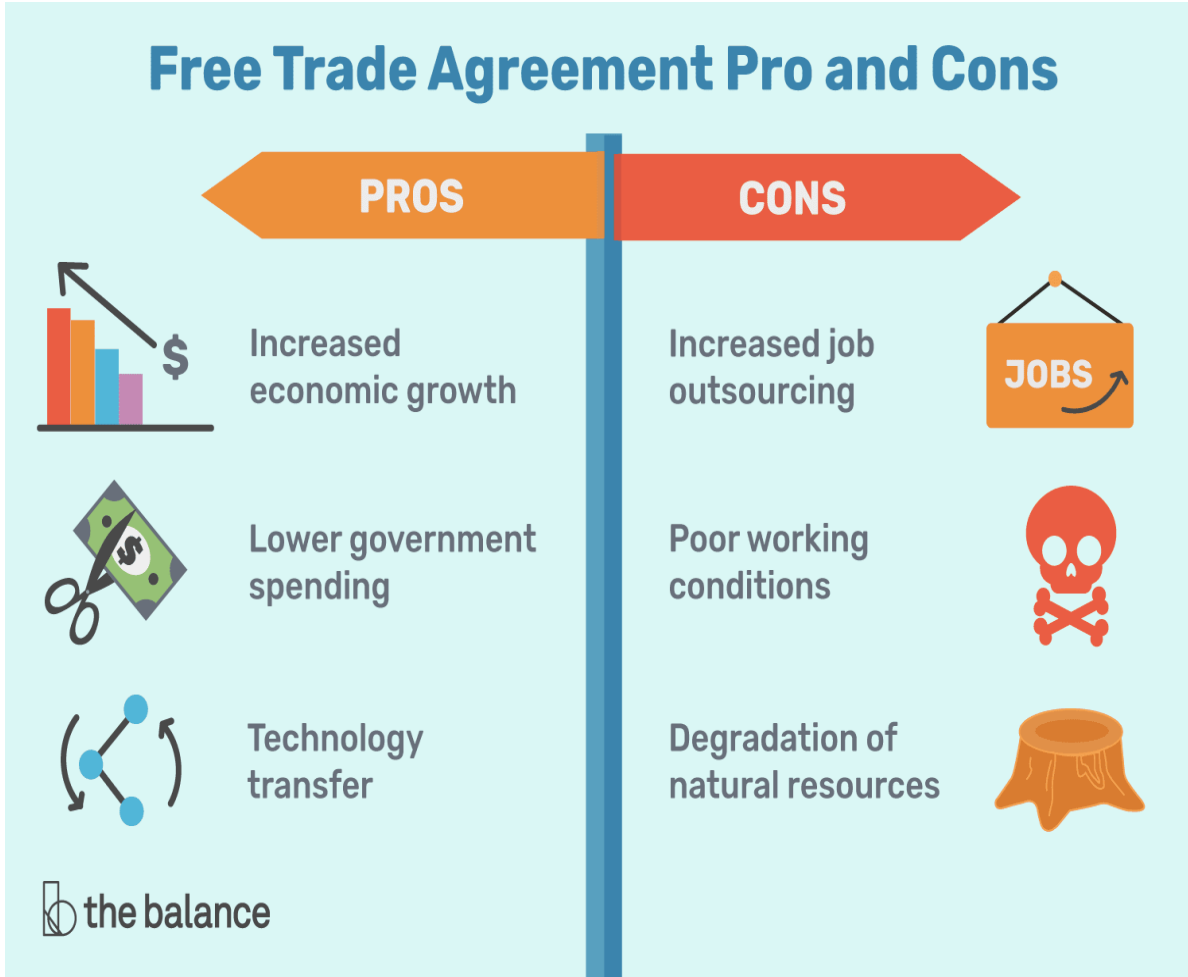 Free Trade Agreement Pro and Cons
PROS
CONS
$
Increased
economic growth
Increased job
outsourcing
JOBS
$
Lower government
spending
Poor working
conditions
Technology
transfer
Degradation of
natural resources
the balance